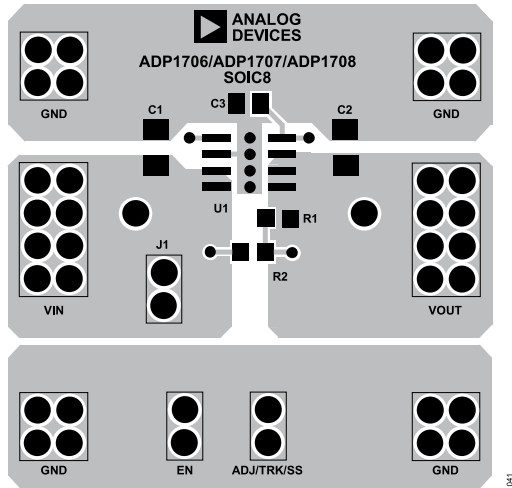 ANALOG
DEVICES
ADP1706/ADP1707/ADP1708
SOIC8
GND
GND
C1
C3
C2
U1
R1
J1
R2
VIN
VOUT
GND
EN
ADJ/TRK/SS
GND
041